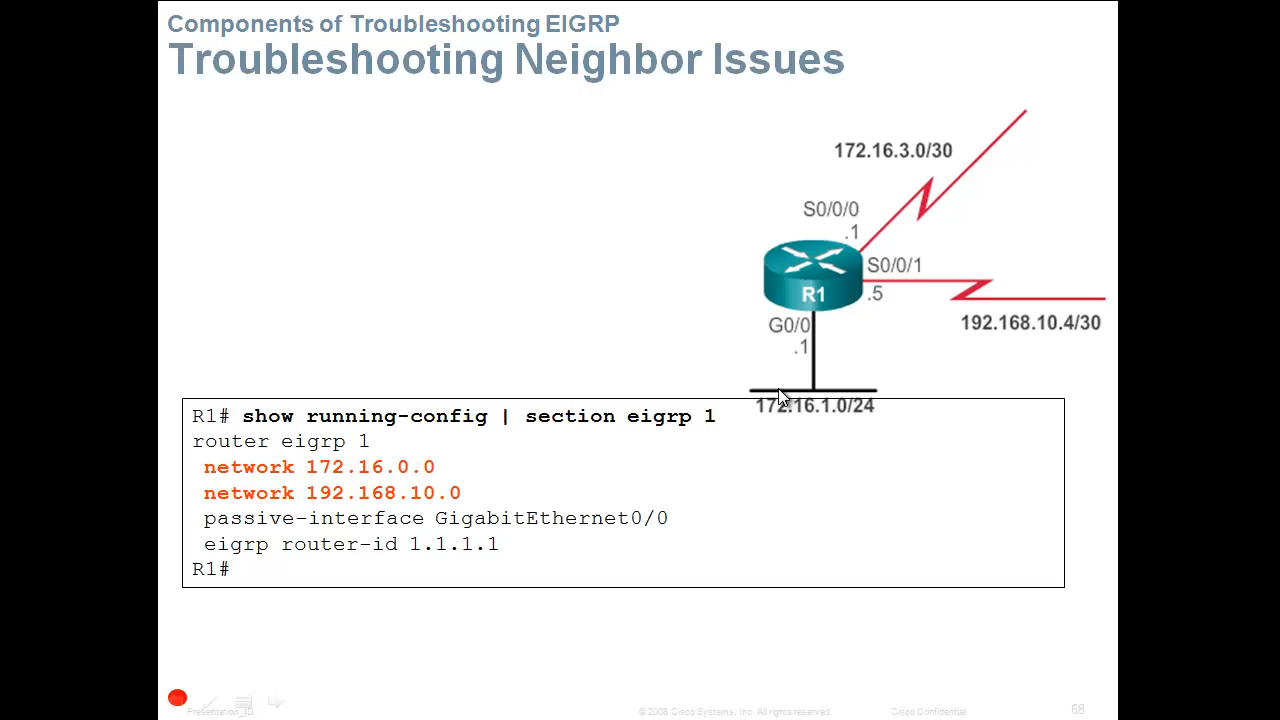 Components of Troubleshooting EIGRP
Troubleshooting Neighbor Issues
172.16.3.0/30
S0/0/0
.1
S0/0/1
R1
.5
G0/0
192.168.10.4/30
.1
172.16.1.0/24
R1# show running-config | section eigrp 1
router eigrp 1
network 172.16.0.0
network 192.168.10.0
passive-interface GigabitEthernet0/0
eigrp router-id 1.1.1.1
R1#
Presentation_ID
© 2008 Cisco Systems, Inc. All rights reserved.
Cisco Confidential
68